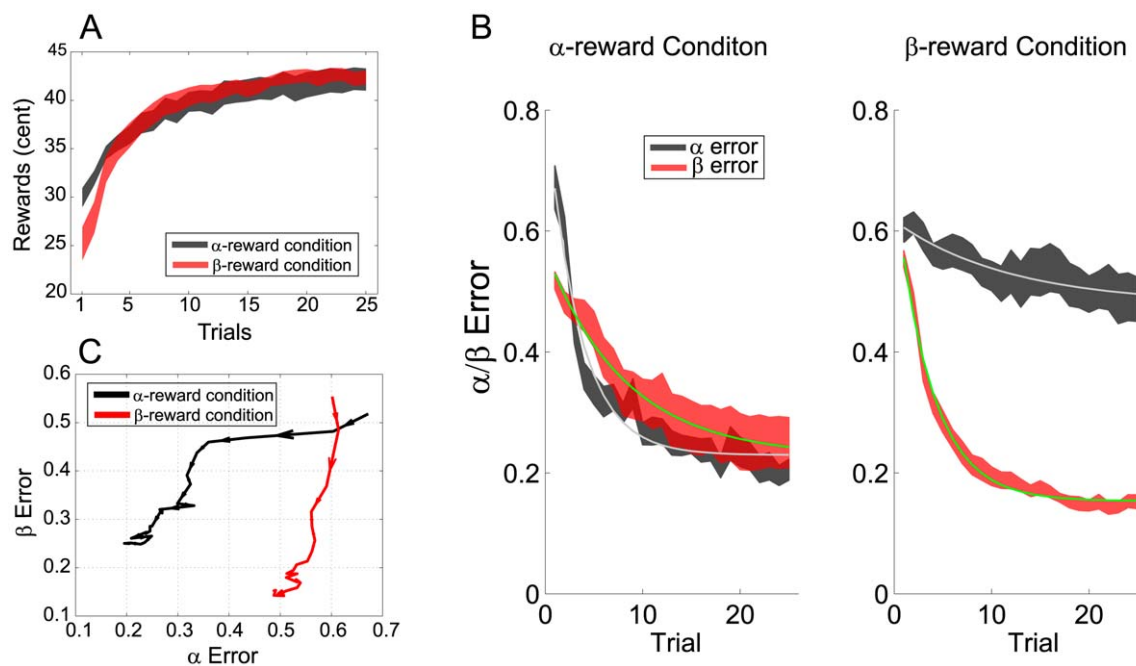 A
Rewards (cent)
45
40
35
30
25
20
α-reward condition
β-reward condition
1 5 10 15 20 25
Trials
B
α-reward Conditon
β-reward Condition
α/β Error
0.8
0.6
0.4
0.2
0
α error
β error
0 10 20
Trial
0.8
0.6
0.4
0.2
0
0 10 20
Trial
C
β Error
0.6
0.5
0.4
0.3
0.2
0.1
α-reward condition
β-reward condition
0.1 0.2 0.3 0.4 0.5 0.6 0.7
α Error